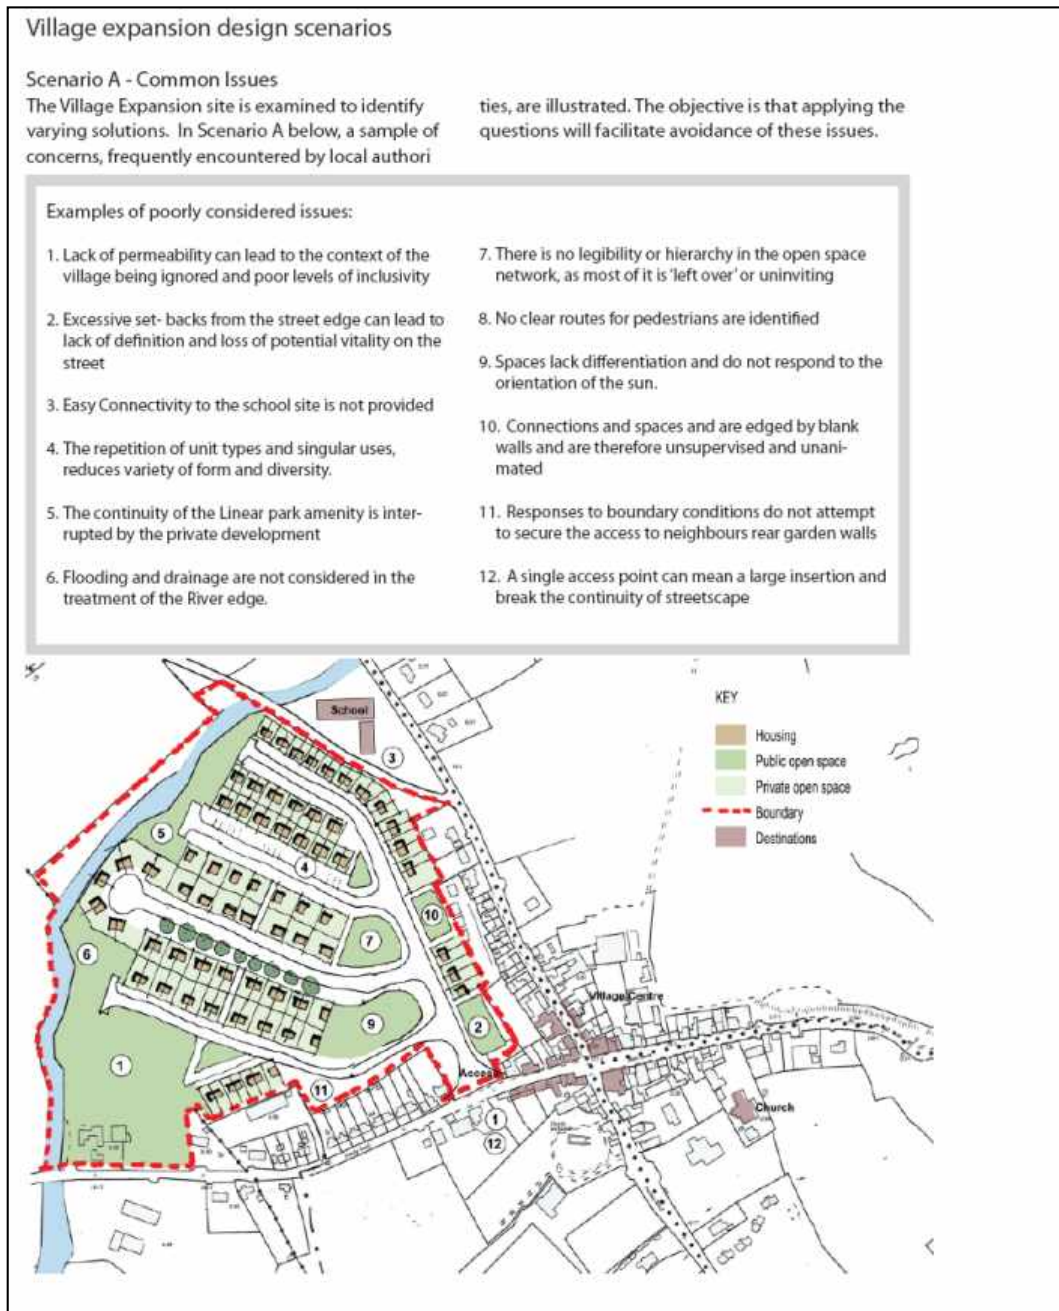 Village expansion design scenarios
Scenario A - Common Issues
The Village Expansion site is examined to identify
varying solutions. In Scenario A below, a sample of
concerns, frequently encountered by local authori
ties, are illustrated. The objective is that applying the
questions will facilitate avoidance of these issues.
Examples of poorly considered issues:
1. Lack of permeability can lead to the context of the
village being ignored and poor levels of inclusivity
2. Excessive set- backs from the street edge can lead to
lack of definition and loss of potential vitality on the
street
3. Easy Connectivity to the school site is not provided
4. The repetition of unit types and singular uses,
reduces variety of form and diversity.
5. The continuity of the Linear park amenity is inter-
rupted by the private development
6. Flooding and drainage are not considered in the
treatment of the River edge.
7. There is no legibility or hierarchy in the open space
network, as most of it is 'left over' or uninviting
8. No clear routes for pedestrians are identified
9. Spaces lack differentiation and do not respond to the
orientation of the sun.
10. Connections and spaces and are edged by blank
walls and are therefore unsupervised and unani-
mated
11. Responses to boundary conditions do not attempt
to secure the access to neighbours rear garden walls
12. A single access point can mean a large insertion and
break the continuity of streetscape
KEY
Housing
Public open space
Private open space
Boundary
Destinations
School
3
5
4
10
7
6
9
2
Village Centre
1
Access
11
1
12
Church